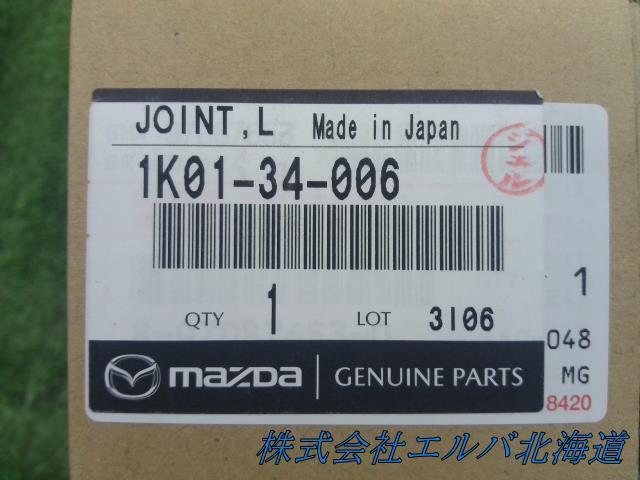 JOINT,L Made in Japan
1K01-34-006
QTY 1 LOT 3I06
mazda GENUINE PARTS
1
048
MG
8420
株式会社エルバ北海道